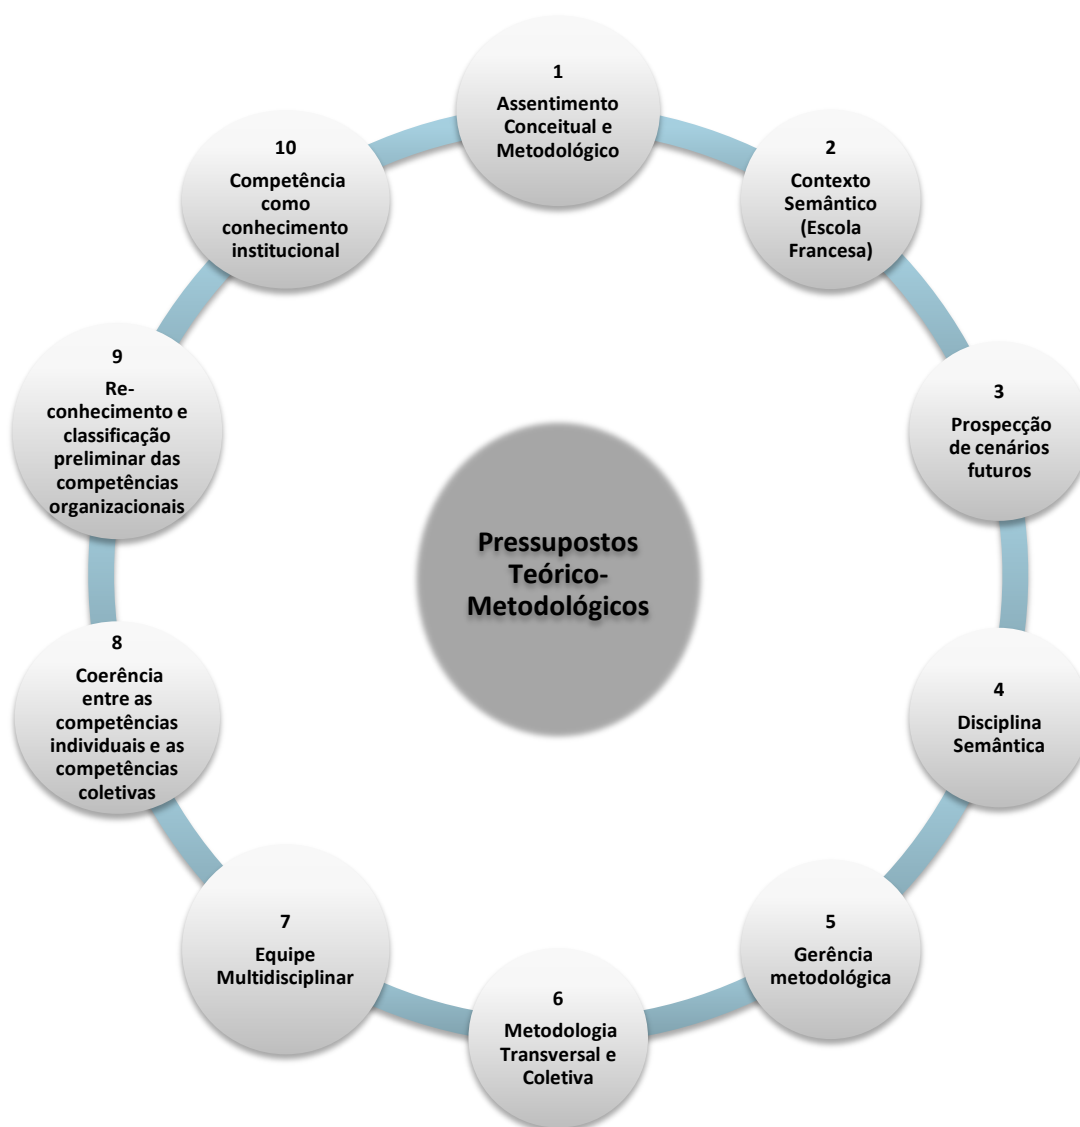 1
Assentimento
Conceitual e
Metodológico
2
Contexto
Semântico
(Escola
Francesa)
3
Prospecção
de cenários
futuros
4
Disciplina
Semântica
5
Gerência
metodológica
6
Metodologia
Transversal e
Coletiva
7
Equipe
Multidisciplinar
8
Coerência
entre as
competências
individuais e as
competências
coletivas
9
Re-
conhecimento e
classificação
preliminar das
competências
organizacionais
10
Competência
como
conhecimento
institucional
Pressupostos
Teórico-
Metodológicos